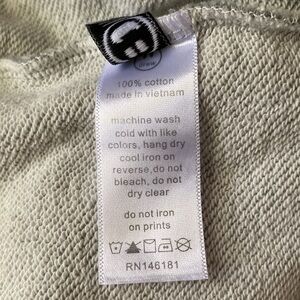 100% cotton
made in vietnam
machine wash
cold with like
colors, hang dry
cool iron on
reverse,do not
bleach, do not
dry clear
do not iron
on prints
RN146181